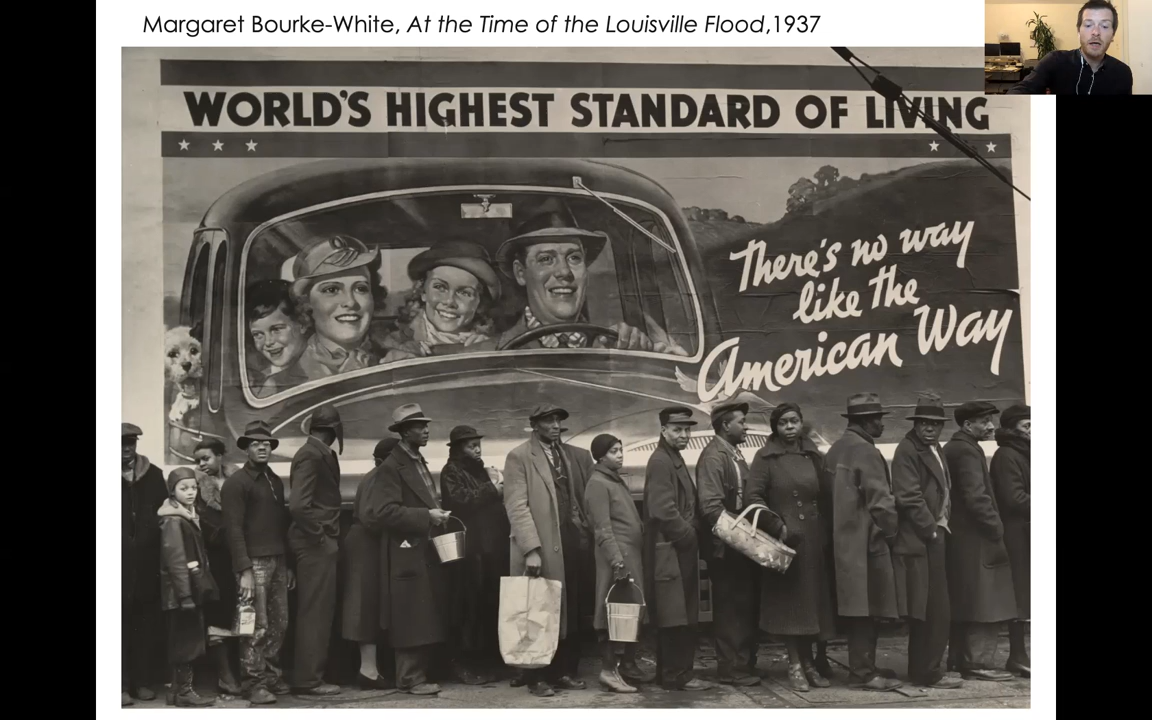 Margaret Bourke-White, At the Time of the Louisville Flood,1937
WORLD'S HIGHEST STANDARD OF LIVING
There's no way
like the
American Way